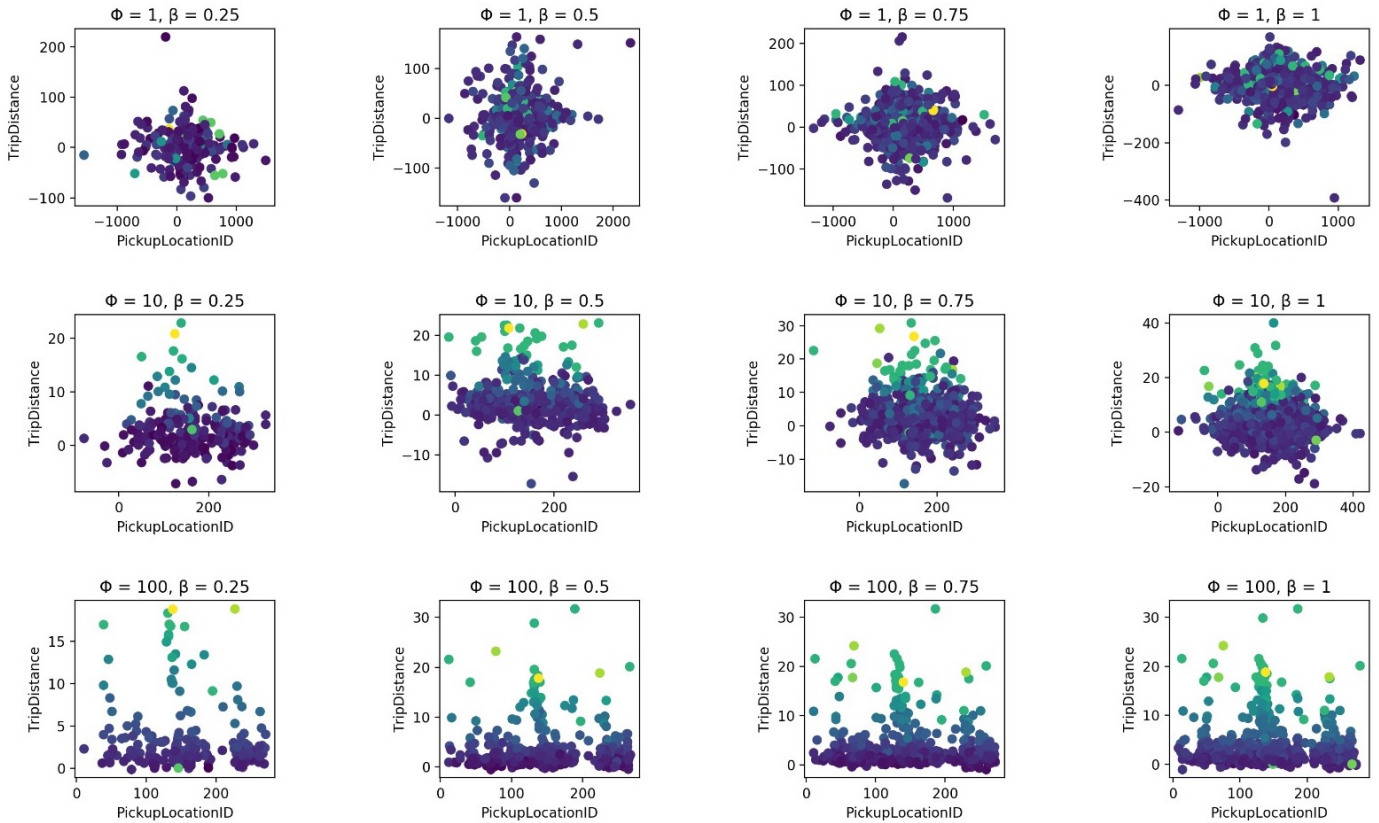 Φ = 1, β = 0.25
200
100
0
−100
TripDistance
−1000 0 1000
PickupLocationID
Φ = 1, β = 0.5
100
0
−100
TripDistance
−1000 0 1000 2000
PickupLocationID
Φ = 1, β = 0.75
200
100
0
−100
TripDistance
−1000 0 1000
PickupLocationID
Φ = 1, β = 1
0
−200
−400
TripDistance
−1000 0 1000
PickupLocationID
Φ = 10, β = 0.25
20
10
0
TripDistance
0 200
PickupLocationID
Φ = 10, β = 0.5
20
10
0
−10
TripDistance
0 200
PickupLocationID
Φ = 10, β = 0.75
30
20
10
0
−10
TripDistance
0 200
PickupLocationID
Φ = 10, β = 1
40
20
0
−20
TripDistance
0 200 400
PickupLocationID
Φ = 100, β = 0.25
15
10
5
0
TripDistance
0 100 200
PickupLocationID
Φ = 100, β = 0.5
30
20
10
0
TripDistance
0 100 200
PickupLocationID
Φ = 100, β = 0.75
30
20
10
0
TripDistance
0 100 200
PickupLocationID
Φ = 100, β = 1
30
20
10
0
TripDistance
0 100 200
PickupLocationID